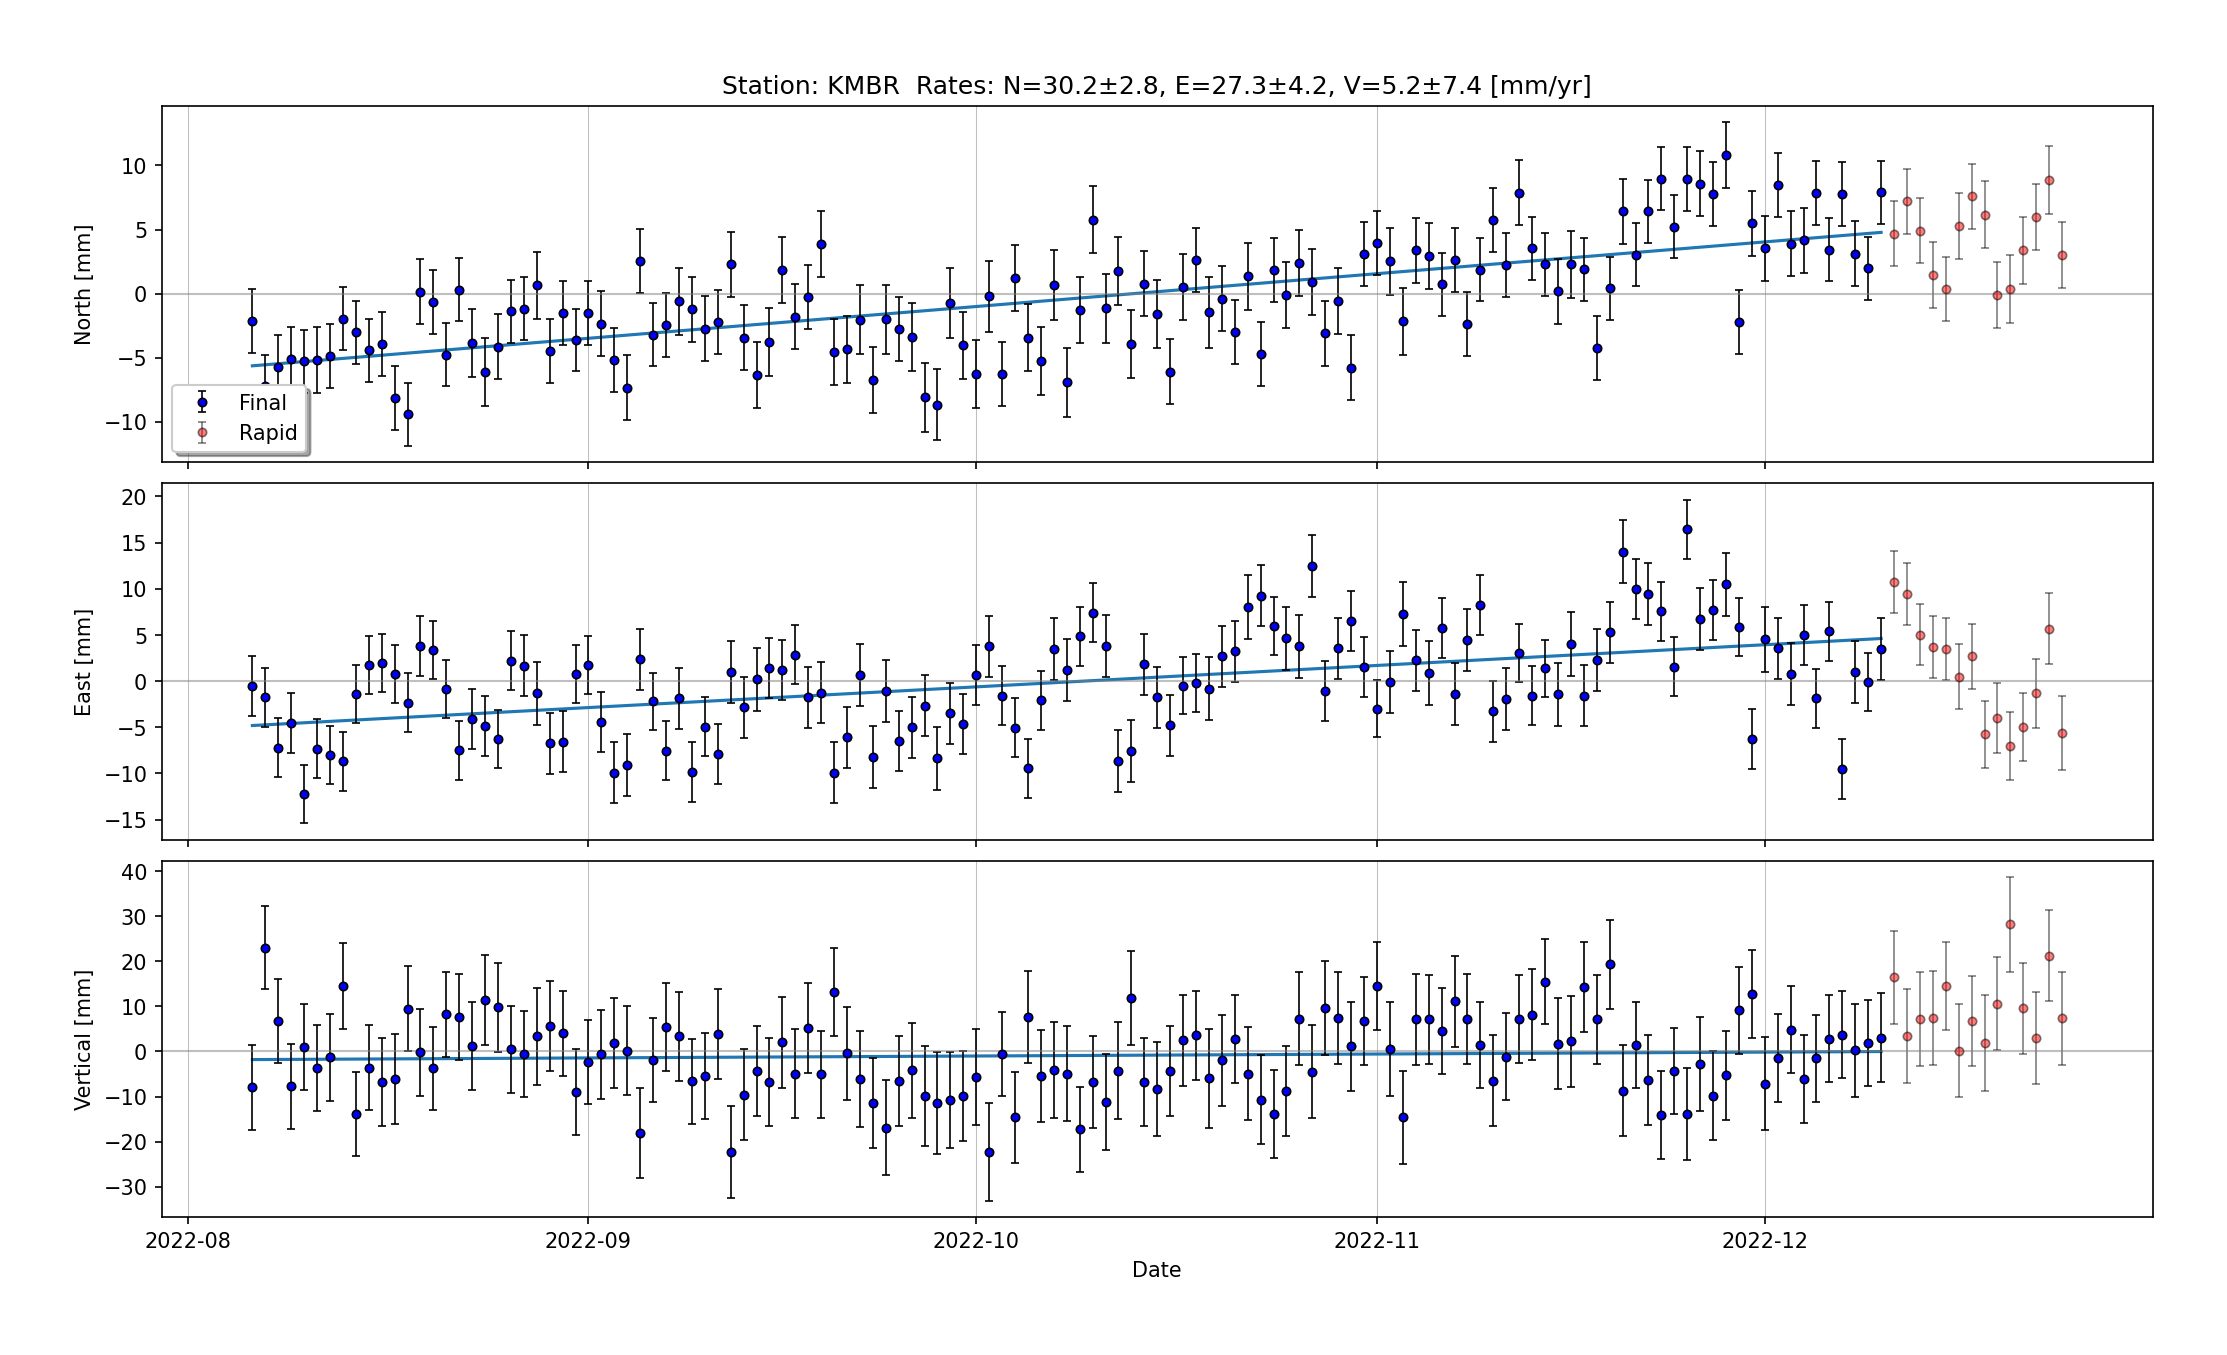 Station: KMBR  Rates: N=30.2±2.8, E=27.3±4.2, V=5.2±7.4 [mm/yr]
North [mm]
10
5
0
−5
−10
Final
Rapid
East [mm]
20
15
10
5
0
−5
−10
−15
Vertical [mm]
40
30
20
10
0
−10
−20
−30
2022-08 2022-09 2022-10 2022-11 2022-12
Date